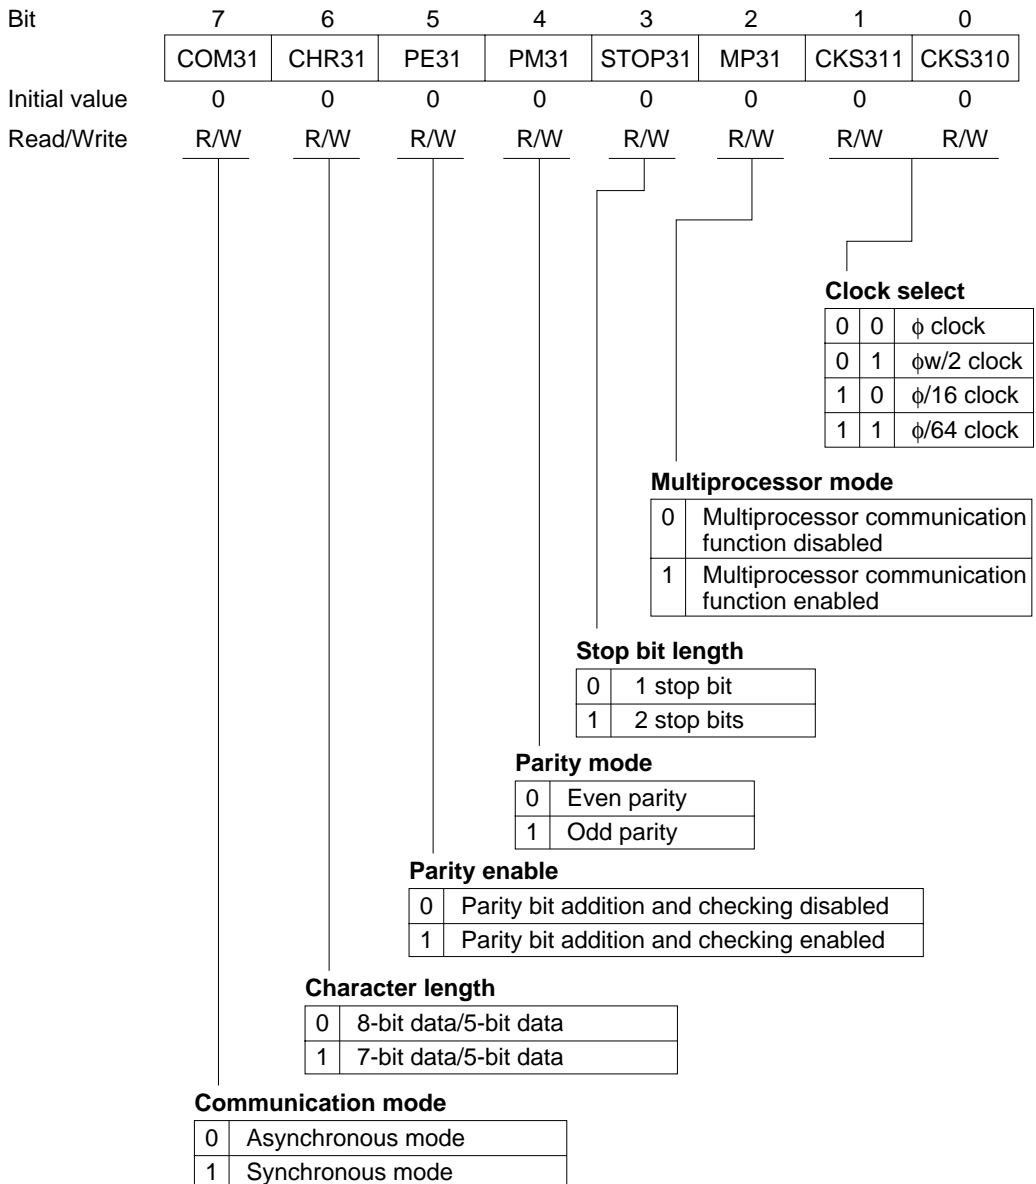 Bit 7 6 5 4 3 2 1 0
COM31 CHR31 PE31 PM31 STOP31 MP31 CKS311 CKS310
Initial value 0 0 0 0 0 0 0 0
Read/Write R/W R/W R/W R/W R/W R/W R/W R/W
Clock select
0 0 ϕ clock
0 1 ϕw/2 clock
1 0 ϕ/16 clock
1 1 ϕ/64 clock
Multiprocessor mode
0 Multiprocessor communication
function disabled
1 Multiprocessor communication
function enabled
Stop bit length
0 1 stop bit
1 2 stop bits
Parity mode
0 Even parity
1 Odd parity
Parity enable
0 Parity bit addition and checking disabled
1 Parity bit addition and checking enabled
Character length
0 8-bit data/5-bit data
1 7-bit data/5-bit data
Communication mode
0 Asynchronous mode
1 Synchronous mode